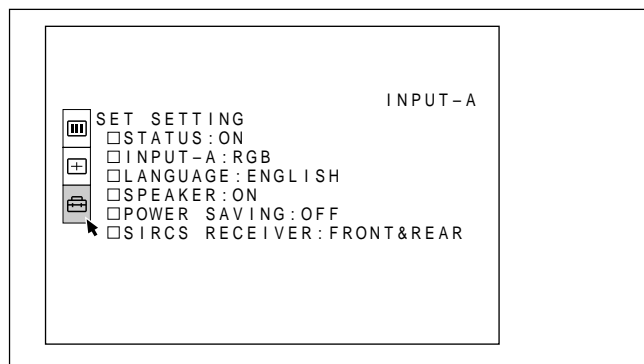 INPUT–A
SET SETTING
□STATUS:ON
□INPUT–A:RGB
□LANGUAGE:ENGLISH
□SPEAKER:ON
□POWER SAVING:OFF
□SIRCS RECEIVER:FRONT&REAR